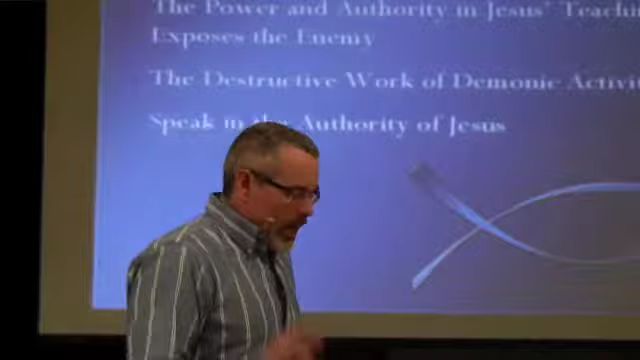 The Power and Authority in Jesus' Teachin
Exposes the Enemy
The Destructive Work of Demonic Activit
Speak in the Authority of Jesus